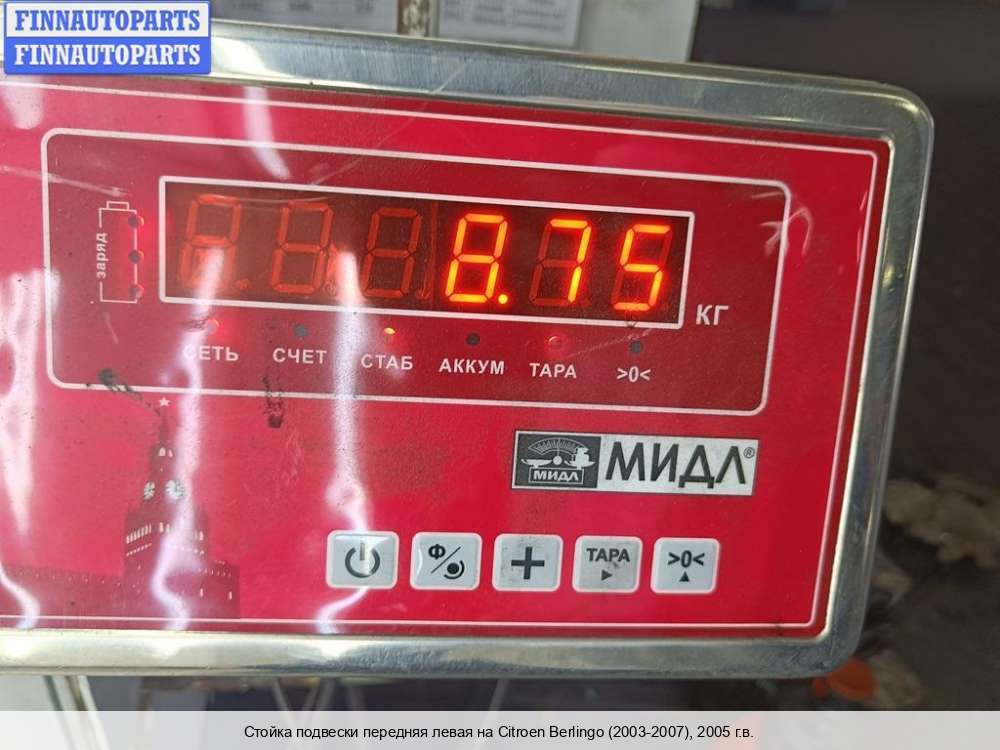 FINNAUTOPARTS
FINNAUTOPARTS
заряд
8.75
КГ
СЕТЬ СЧЕТ СТАБ АККУМ ТАРА >0<
МИДЛ МИДЛ®
Ф ТАРА >0<
Стойка подвески передняя левая на Citroen Berlingo (2003-2007), 2005 г.в.